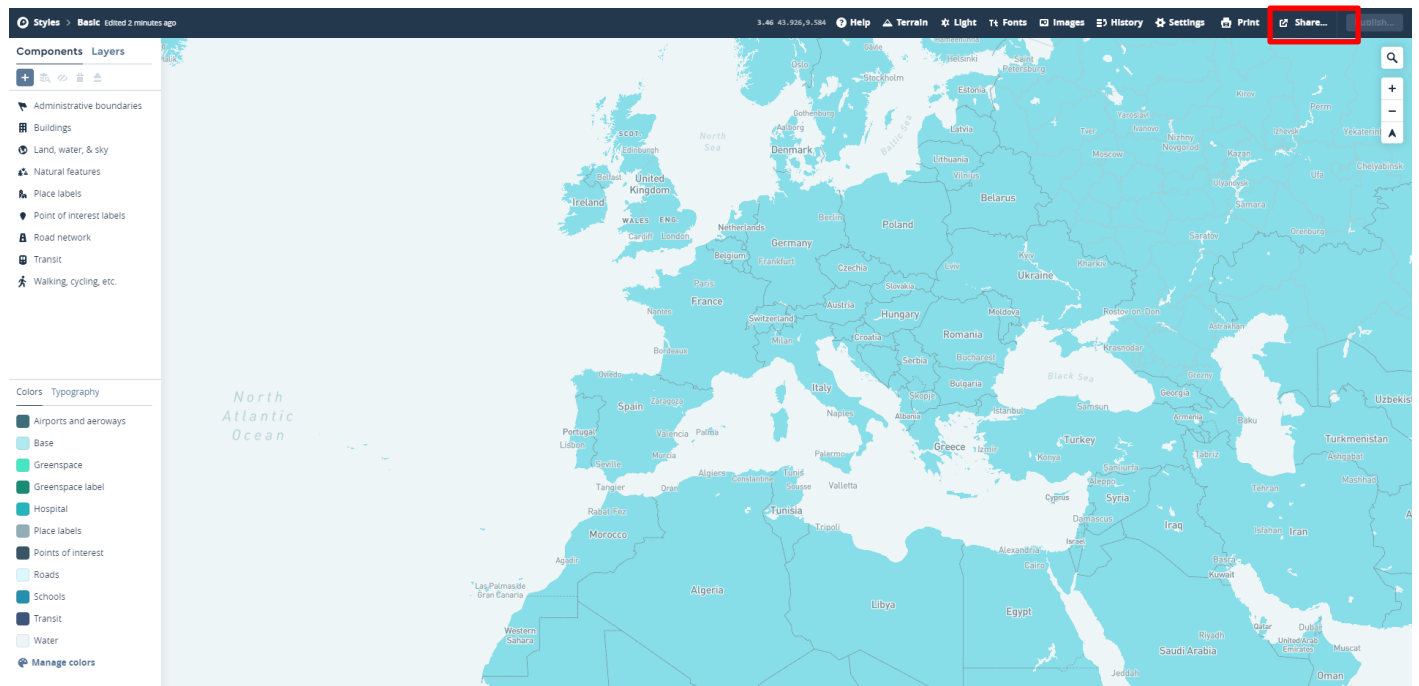 Styles > Basic Edited 2 minutes ago
3.46 43.926,9.584 Help Terrain Light Tt Fonts Images History Settings Print Share... Publish...
Components Layers
Administrative boundaries
Buildings
Land, water, & sky
Natural features
Place labels
Point of interest labels
Road network
Transit
Walking, cycling, etc.
Colors Typography
Airports and aeroways
Base
Greenspace
Greenspace label
Hospital
Place labels
Points of interest
Roads
Schools
Transit
Water
Manage colors
Gävle
Oslo
Helsinki
Saint
Petersburg
Stockholm
Estonia
Kirov
Perm
Gothenburg
Yaroslavl
SCOT.
North
Sea
Aalborg
Baltic Sea
Latvia
Tver
Ivanovo
Nizhny
Novgorod
Izhevsk
Yekaterin
Edinburgh
Denmark
Lithuania
Moscow
Kazan
Chelyabinsk
Belfast
United
Kingdom
Vilnius
Ulyanovsk
Ufa
Ireland
Belarus
Samara
WALES ENG.
Netherlands
Berlin
Poland
Saratov
Orenburg
Cardiff London
Germany
Belgium
Frankfurt
Czechia
Lviv
Kyiv
Kharkiv
Ukraine
Paris
Slovakia
France
Austria
Nantes
Switzerland
Hungary
Moldova
Rostov-on-Don
Astrakhan
Milan
Croatia
Romania
Krasnodar
Bordeaux
Serbia
Bucharest
Oviedo
Black Sea
Grozny
North
Atlantic
Ocean
Italy
Bulgaria
Georgia
Uzbekis
Spain
Zaragoza
Skopje
Naples
Albania
Istanbul
Samsun
Armenia
Baku
Portugal
Valencia
Palma
Lisbon
Greece
Izmir
Turkey
Turkmenistan
Murcia
Palermo
Konya
Tabriz
Ashgabat
Seville
Algiers
Constantine
Tunis
Sanliurfa
Tangier
Oran
Sousse
Valletta
Aleppo
Tehran
Mashhad
Cyprus
Syria
Rabat
Fez
Tunisia
Damascus
Iraq
Isfahan
Iran
A
Morocco
Tripoli
Israel
Alexandria
Cairo
Agadir
Basra
Kuwait
Las Palmas de
Gran Canaria
Algeria
Libya
Egypt
Western
Sahara
Qatar
Dubai
Riyadh
United Arab
Emirates
Muscat
Saudi Arabia
Jeddah
Oman